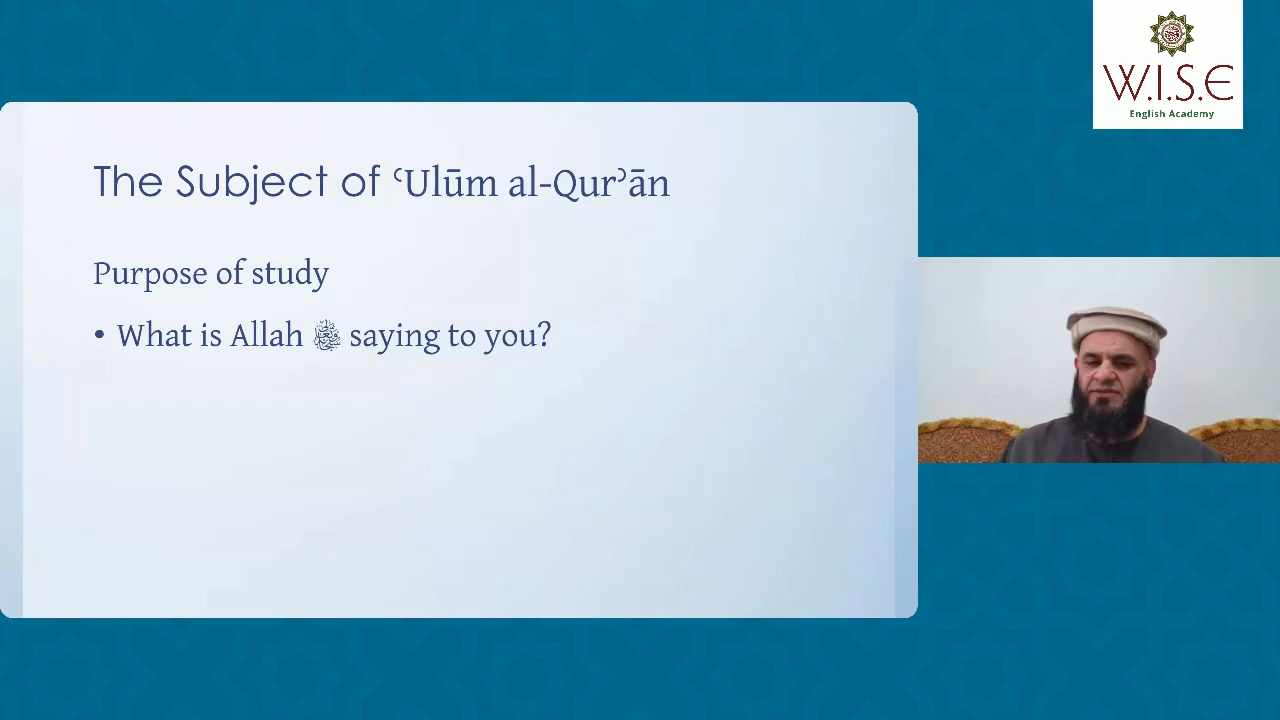 W.I.S.E
English Academy
The Subject of ʿUlūm al-Qurʾān
Purpose of study
• What is Allah ﷻ saying to you?